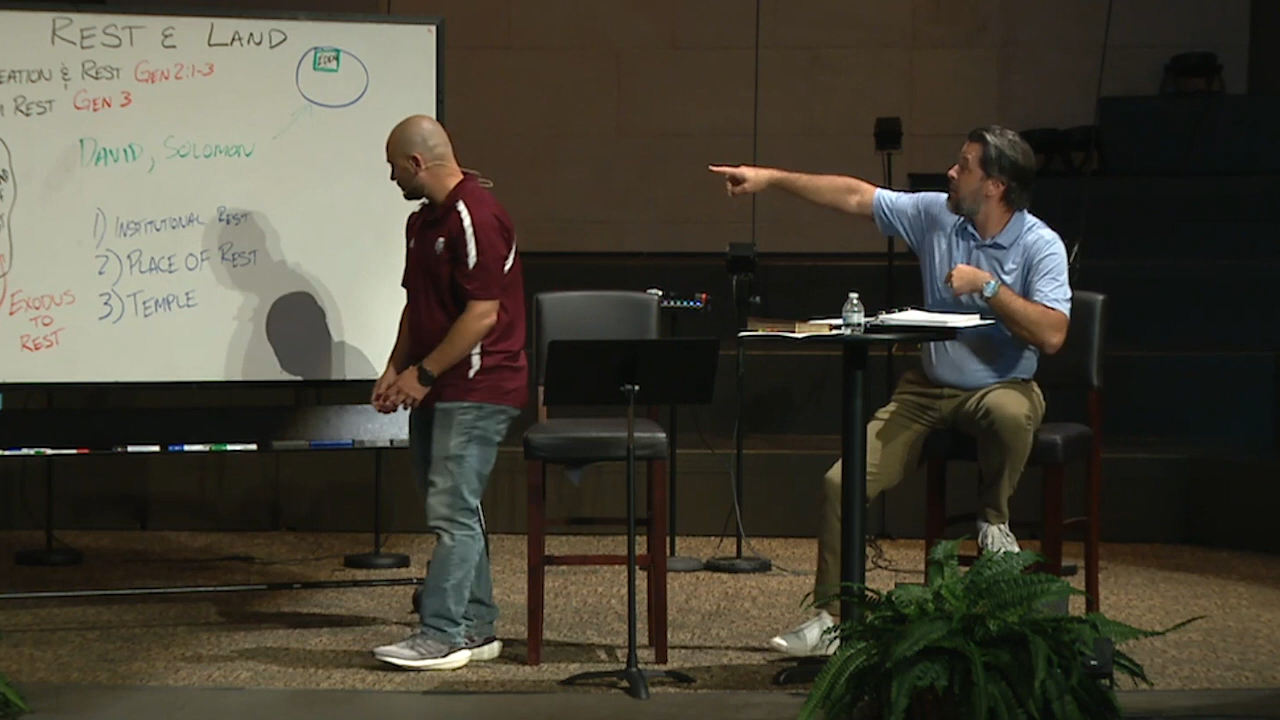 REST & LAND
EDEN
EATION & REST GEN 2:1-3
REST GEN 3
DAVID, SOLOMON
1) INSTITUTIONAL REST
2) PLACE OF REST
3) TEMPLE
EXODUS
TO
REST